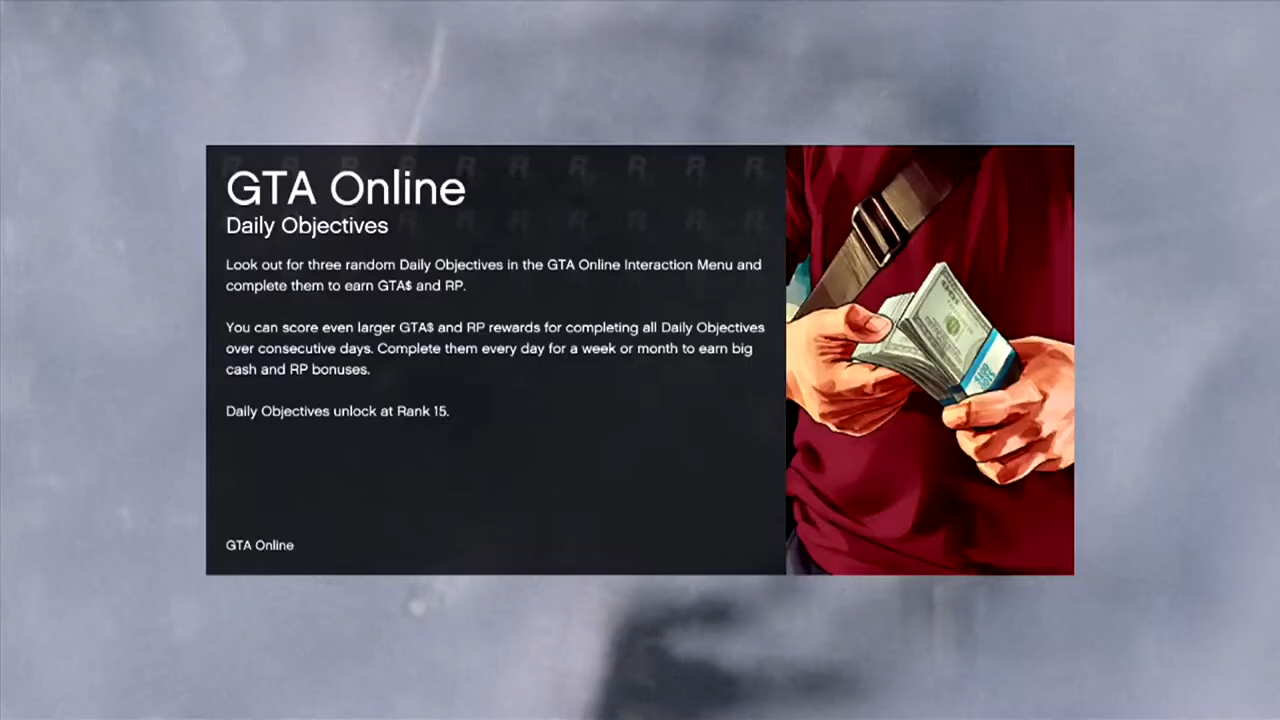 GTA Online
Daily Objectives
Look out for three random Daily Objectives in the GTA Online Interaction Menu and
complete them to earn GTA$ and RP.
You can score even larger GTA$ and RP rewards for completing all Daily Objectives
over consecutive days. Complete them every day for a week or month to earn big
cash and RP bonuses.
Daily Objectives unlock at Rank 15.
GTA Online